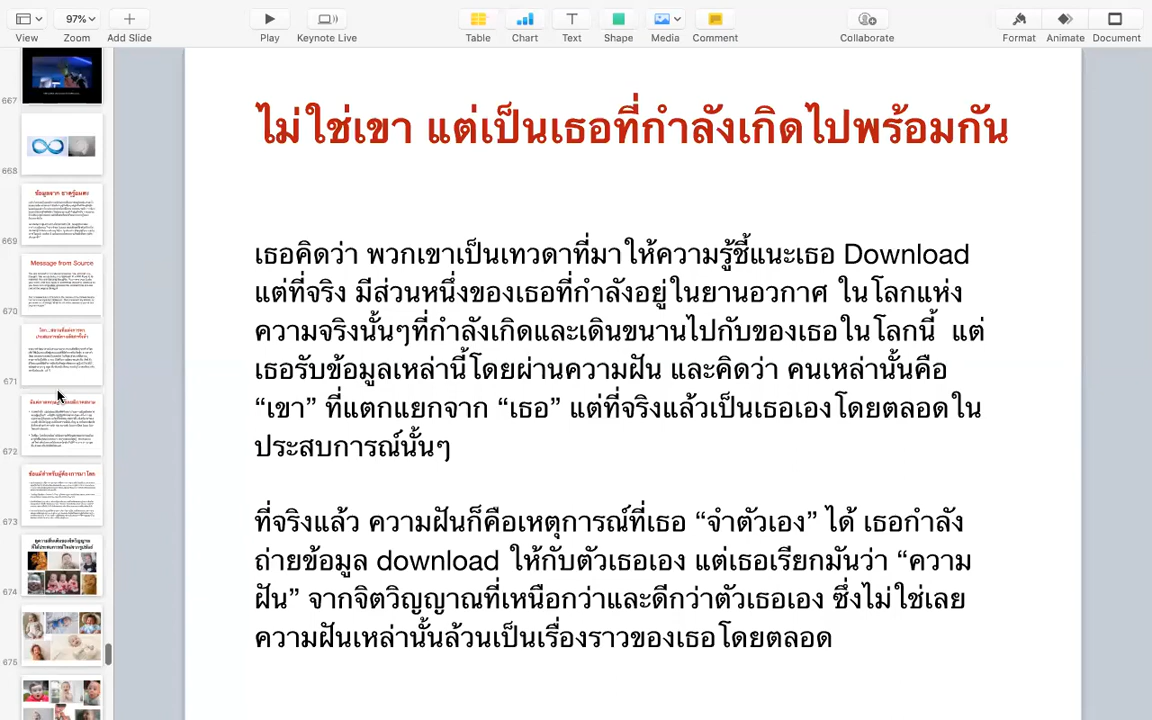 97%
View
Zoom
Add Slide
Play
Keynote Live
Table
Chart
Text
Shape
Media
Comment
Collaborate
Format
Animate
Document
667
668
669
Message from Source
670
671
672
673
674
675
ไม่ใช่เขา แต่เป็นเธอที่กำลังเกิดไปพร้อมกัน
เธอคิดว่า พวกเขาเป็นเทวดาที่มาให้ความรู้ชี้แนะเธอ Download
แต่ที่จริง มีส่วนหนึ่งของเธอที่กำลังอยู่ในยานอวกาศ ในโลกแห่ง
ความจริงนั้นๆที่กำลังเกิดและเดินขนานไปกับของเธอในโลกนี้ แต่
เธอรับข้อมูลเหล่านี้โดยผ่านความฝัน และคิดว่า คนเหล่านั้นคือ
“เขา” ที่แตกแยกจาก “เธอ” แต่ที่จริงแล้วเป็นเธอเองโดยตลอดใน
ประสบการณ์นั้นๆ
ที่จริงแล้ว ความฝันก็คือเหตุการณ์ที่เธอ “จำตัวเอง” ได้ เธอกำลัง
ถ่ายข้อมูล download ให้กับตัวเธอเอง แต่เธอเรียกมันว่า “ความ
ฝัน” จากจิตวิญญาณที่เหนือกว่าและดีกว่าตัวเธอเอง ซึ่งไม่ใช่เลย
ความฝันเหล่านั้นล้วนเป็นเรื่องราวของเธอโดยตลอด